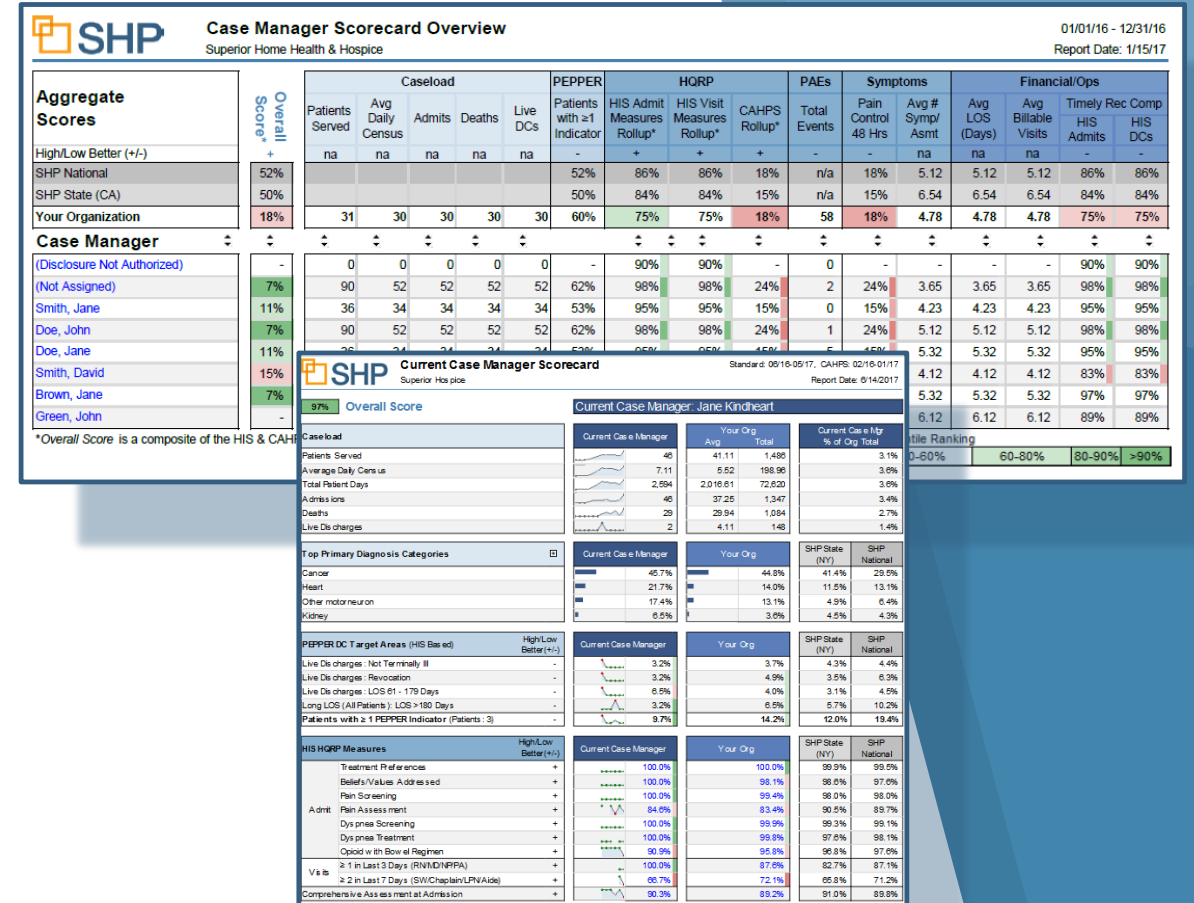 SHP Case Manager Scorecard Overview 01/01/16 - 12/31/16
Superior Home Health & Hospice Report Date: 1/15/17
Aggregate Scores Overall Score* Caseload PEPPER HQRP PAEs Symptoms Financial/Ops
Patients Served Avg Daily Census Admits Deaths Live DCs Patients with ≥1 Indicator HIS Admit Measures Rollup* HIS Visit Measures Rollup* CAHPS Rollup* Total Events Pain Control 48 Hrs Avg # Symp/ Asmt Avg LOS (Days) Avg Billable Visits Timely Rec Comp HIS Admits HIS DCs
High/Low Better (+/-) + na na na na na - + + + - - na na na - -
SHP National 52% 52% 86% 86% 18% n/a 18% 5.12 5.12 5.12 86% 86%
SHP State (CA) 50% 50% 84% 84% 15% n/a 15% 6.54 6.54 6.54 84% 84%
Your Organization 18% 31 30 30 30 30 60% 75% 75% 18% 58 18% 4.78 4.78 4.78 75% 75%
Case Manager
(Disclosure Not Authorized) - 0 0 0 0 0 - 90% 90% - 0 - - - - 90% 90%
(Not Assigned) 7% 90 52 52 52 52 62% 98% 98% 24% 2 24% 3.65 3.65 3.65 98% 98%
Smith, Jane 11% 36 34 34 34 34 53% 95% 95% 15% 0 15% 4.23 4.23 4.23 95% 95%
Doe, John 7% 90 52 52 52 52 62% 98% 98% 24% 1 24% 5.12 5.12 5.12 98% 98%
Doe, Jane 11% 5.32 5.32 5.32 95% 95%
Smith, David 15% 4.12 4.12 4.12 83% 83%
Brown, Jane 7% 5.32 5.32 5.32 97% 97%
Green, John - 6.12 6.12 6.12 89% 89%
*Overall Score is a composite of the HIS & CAH
60-80% 80-90% >90%
SHP Current Case Manager Scorecard Standard: 06/16-05/17, CAHPS: 02/16-01/17
Superior Hospice Report Date: 6/14/2017
97% Overall Score Current Case Manager: Jane Kindheart
Caseload Current Case Manager Your Org Avg Total Current Case Mgr % of Org Total
Patients Served 46 41.11 1,486 3.1%
Average Daily Census 7.11 5.52 198.96 3.6%
Total Patient Days 2,594 2,016.61 72,620 3.6%
Admissions 46 37.25 1,347 3.4%
Deaths 29 29.94 1,084 2.7%
Live Discharges 2 4.11 148 1.4%
Top Primary Diagnosis Categories Current Case Manager Your Org SHP State (NY) SHP National
Cancer 45.7% 44.8% 41.4% 29.5%
Heart 21.7% 14.0% 11.5% 13.1%
Other motor neuron 17.4% 13.1% 4.9% 6.4%
Kidney 6.5% 3.6% 4.5% 4.3%
PEPPER DC Target Areas (HIS Based) High/Low Better (+/-) Current Case Manager Your Org SHP State (NY) SHP National
Live Discharges: Not Terminally Ill - 3.2% 3.7% 4.3% 4.4%
Live Discharges: Revocation - 3.2% 4.9% 3.5% 6.3%
Live Discharges: LOS 61 - 179 Days - 6.5% 4.0% 3.1% 4.5%
Long LOS (All Patients): LOS >180 Days - 3.2% 6.5% 5.7% 10.2%
Patients with ≥ 1 PEPPER Indicator (Patients: 3) - 9.7% 14.2% 12.0% 19.4%
HIS HQRP Measures High/Low Better (+/-) Current Case Manager Your Org SHP State (NY) SHP National
Treatment Preferences + 100.0% 100.0% 99.9% 99.5%
Beliefs/Values Addressed + 100.0% 98.1% 98.6% 97.6%
Pain Screening + 100.0% 99.4% 98.0% 98.0%
Admit Pain Assessment + 84.6% 83.4% 90.5% 89.7%
Dyspnea Screening + 100.0% 99.9% 99.3% 99.1%
Dyspnea Treatment + 100.0% 99.8% 97.6% 98.1%
Opioid with Bowel Regimen + 90.9% 95.8% 96.8% 97.6%
Visits ≥ 1 in Last 3 Days (RN/MD/NP/PA) + 100.0% 87.6% 82.7% 87.1%
≥ 2 in Last 7 Days (SW/Chaplain/LPN/Aide) + 66.7% 72.1% 65.8% 71.2%
Comprehensive Assessment at Admission + 90.3% 89.2% 91.0% 89.8%